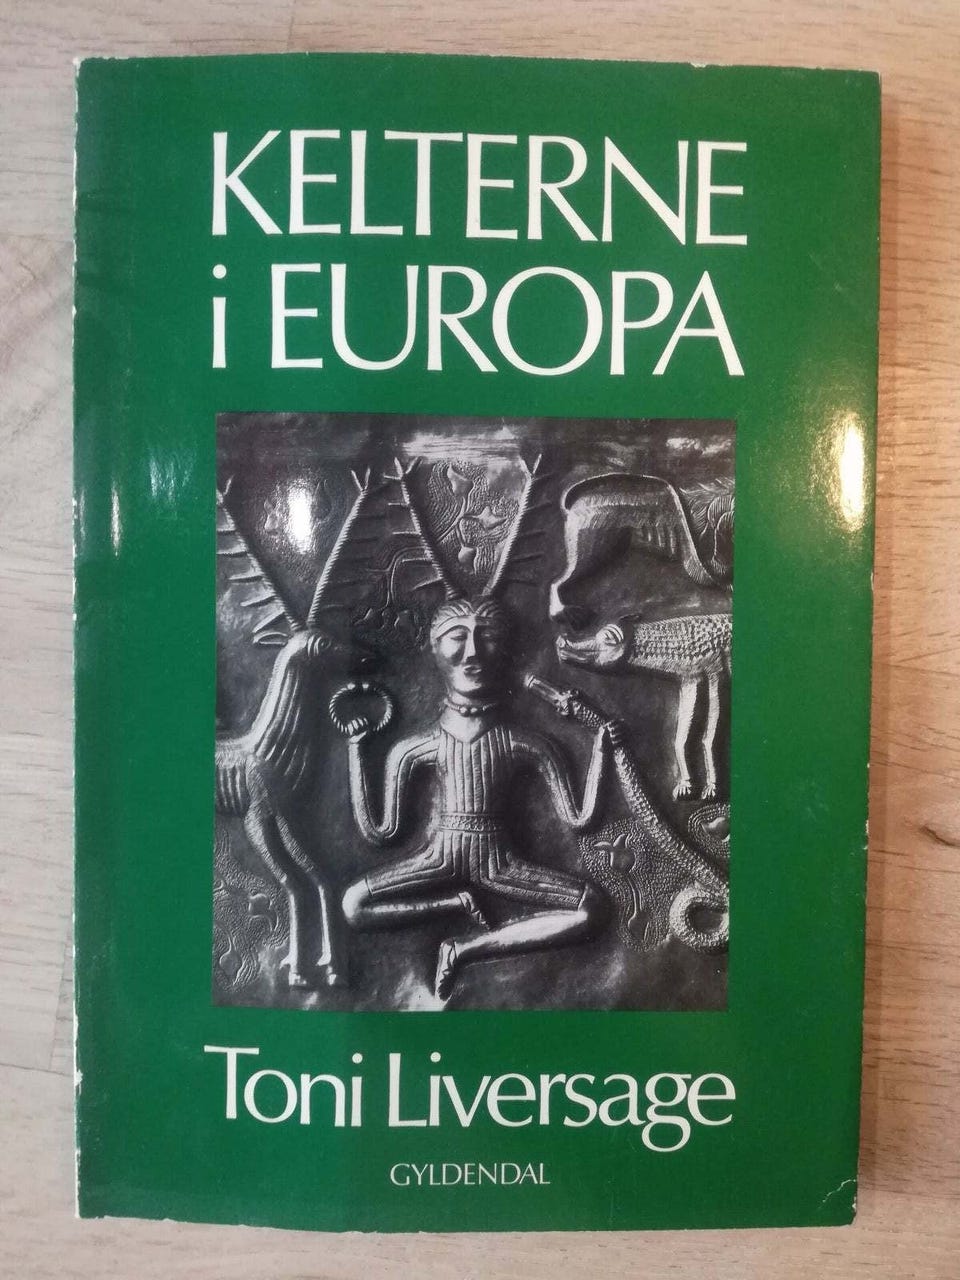 KELTERNE
i EUROPA
Toni Liversage
GYLDENDAL